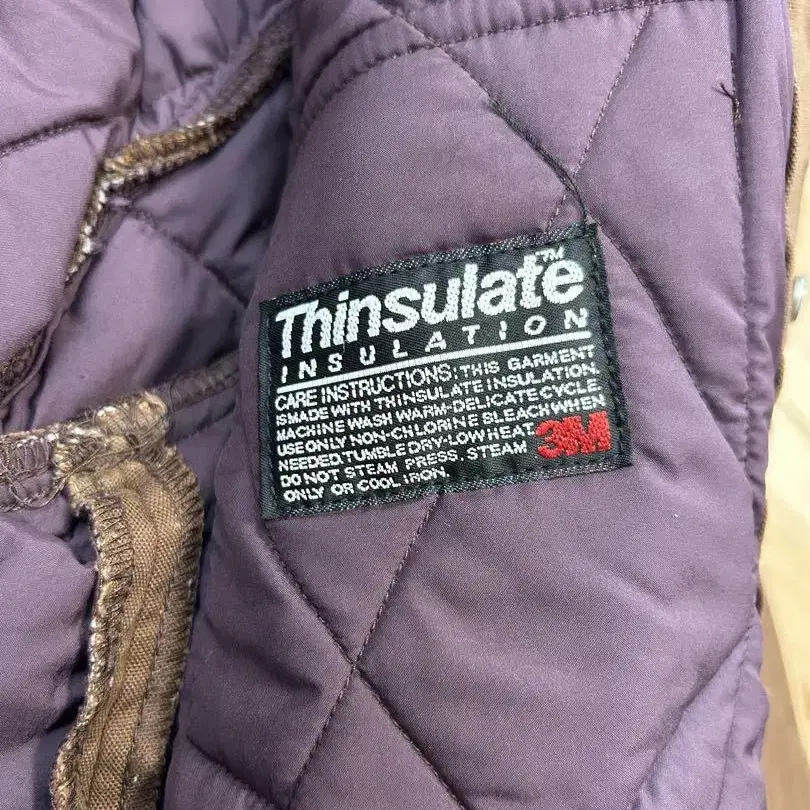 Thinsulate™
INSULATION
CARE INSTRUCTIONS: THIS GARMENT
IS MADE WITH THINSULATE INSULATION.
MACHINE WASH WARM-DELICATE CYCLE.
USE ONLY NON-CHLORINE BLEACH WHEN
NEEDED. TUMBLE DRY-LOW HEAT.
DO NOT STEAM PRESS. STEAM
ONLY OR COOL IRON.
3M